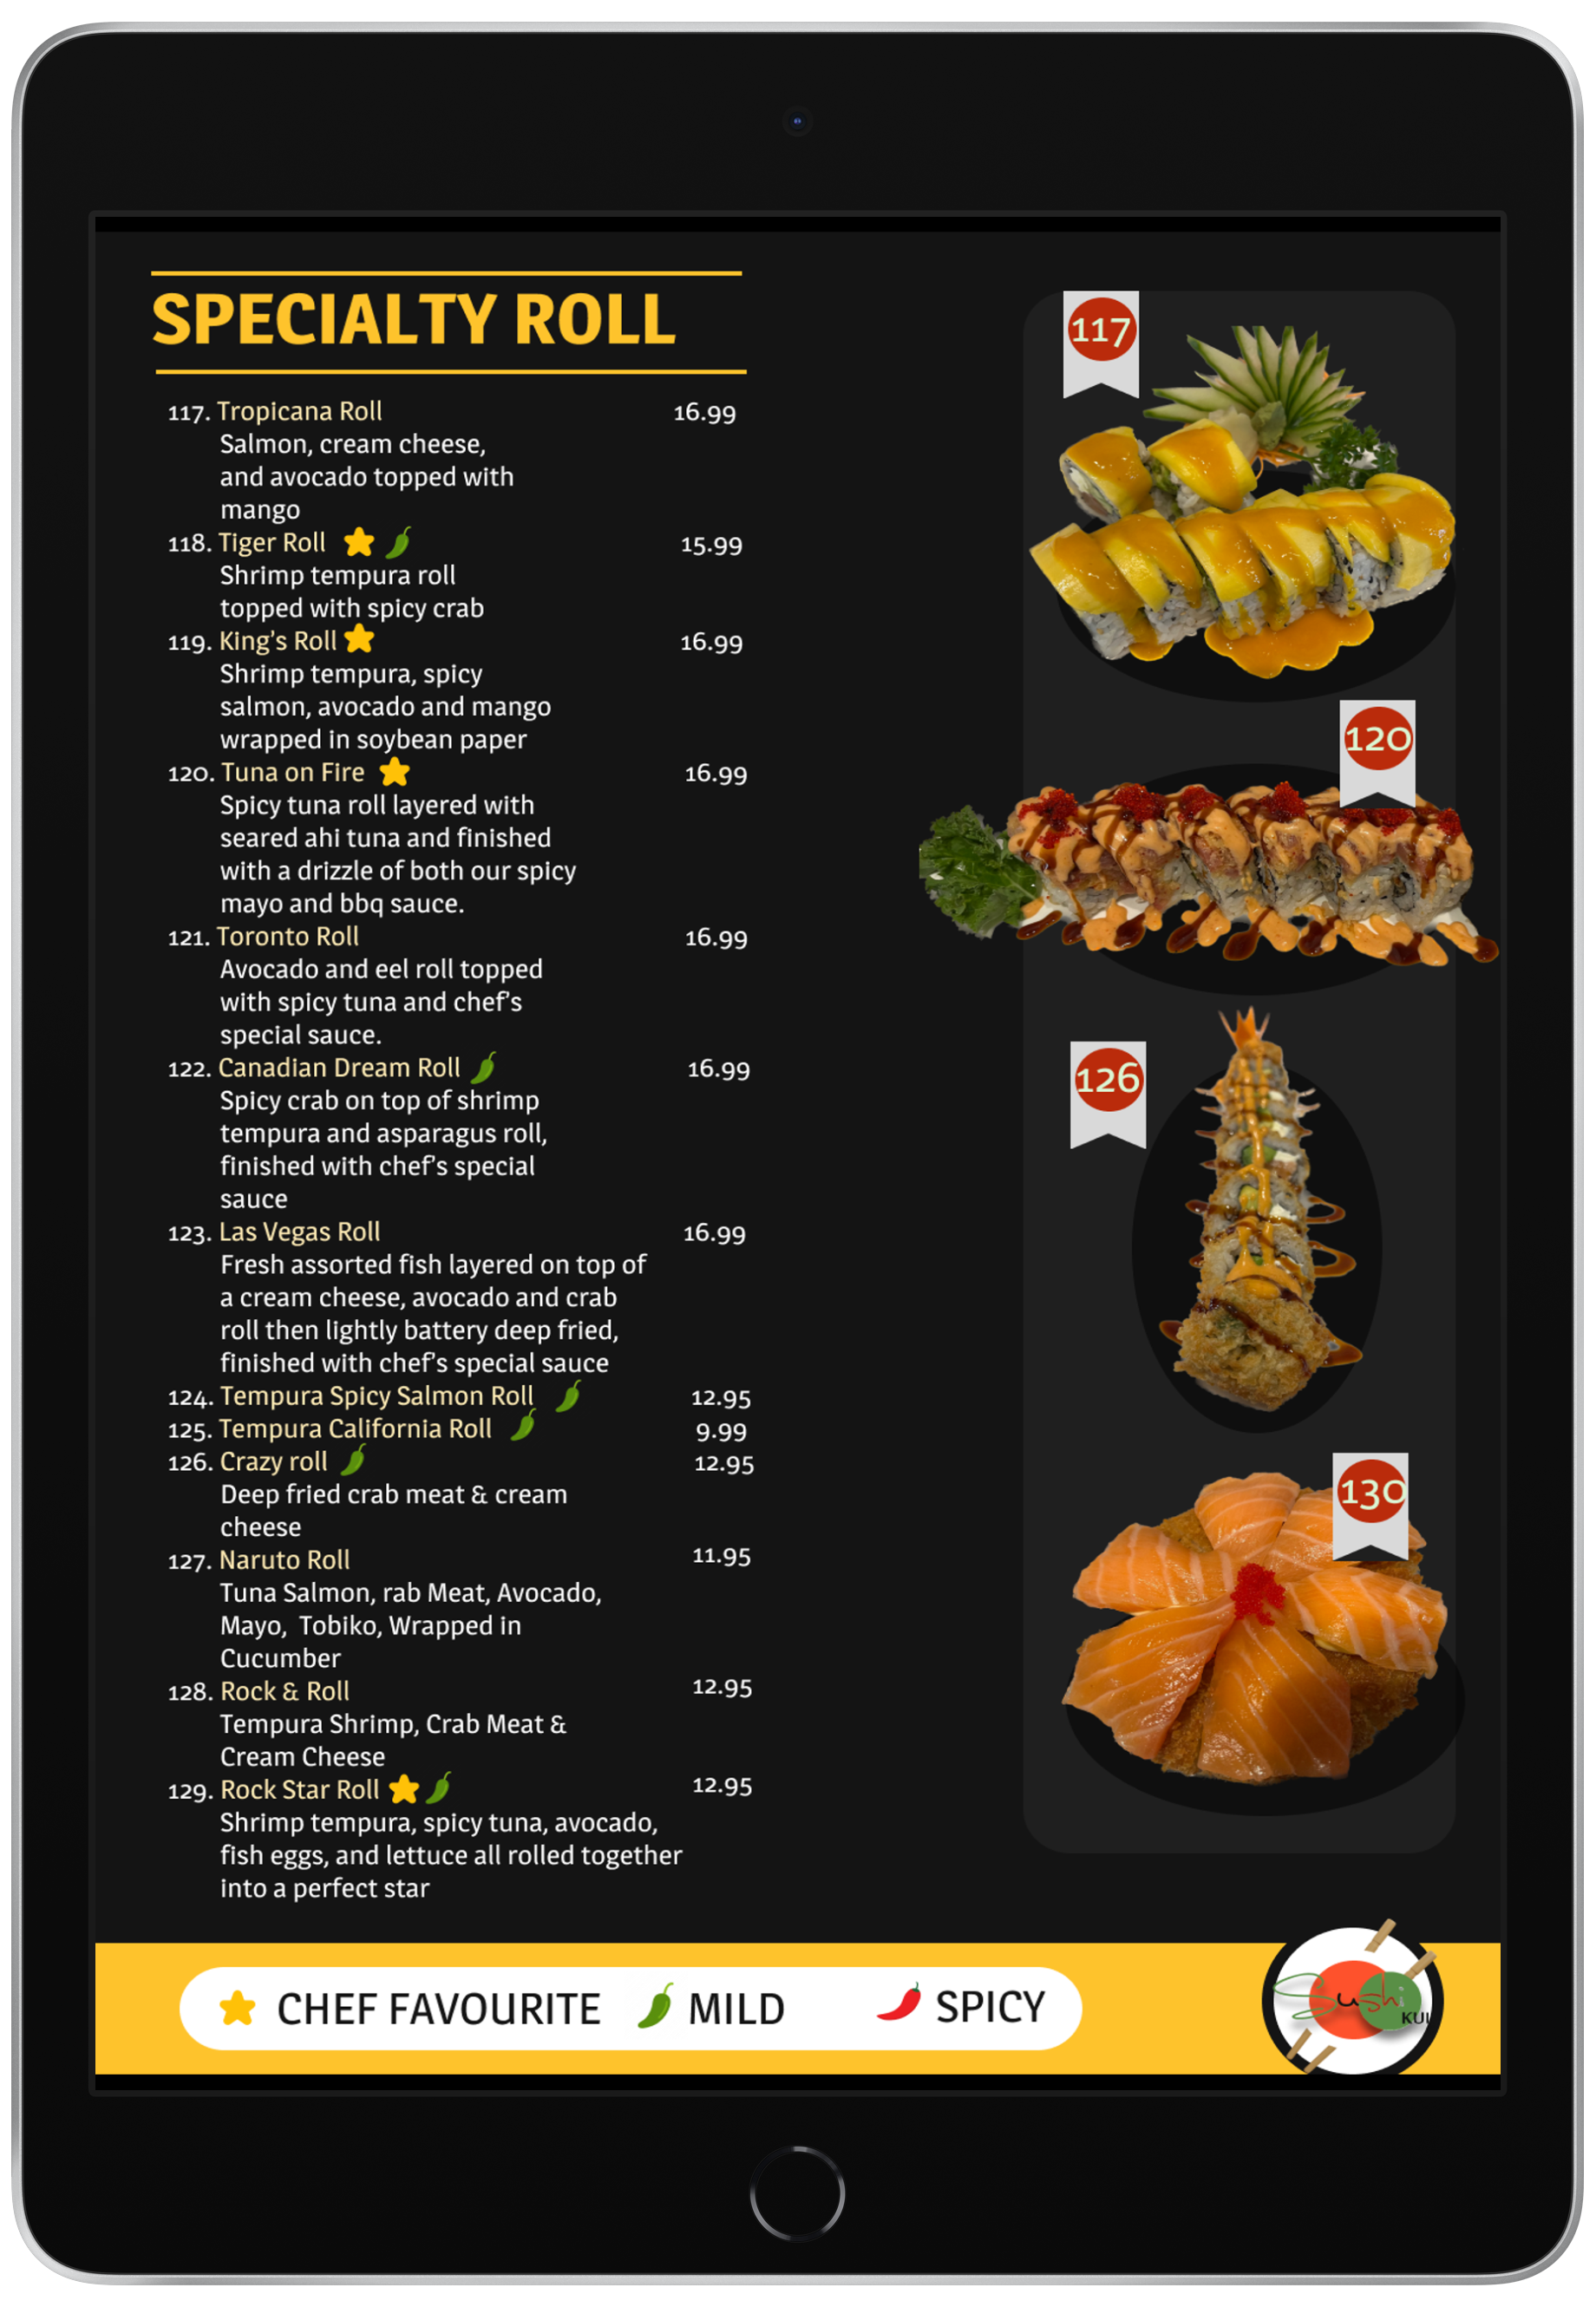 SPECIALTY ROLL
117. Tropicana Roll 16.99
Salmon, cream cheese,
and avocado topped with
mango
118. Tiger Roll 15.99
Shrimp tempura roll
topped with spicy crab
119. King's Roll 16.99
Shrimp tempura, spicy
salmon, avocado and mango
wrapped in soybean paper
120. Tuna on Fire 16.99
Spicy tuna roll layered with
seared ahi tuna and finished
with a drizzle of both our spicy
mayo and bbq sauce.
121. Toronto Roll 16.99
Avocado and eel roll topped
with spicy tuna and chef's
special sauce.
122. Canadian Dream Roll 16.99
Spicy crab on top of shrimp
tempura and asparagus roll,
finished with chef's special
sauce
123. Las Vegas Roll 16.99
Fresh assorted fish layered on top of
a cream cheese, avocado and crab
roll then lightly battery deep fried,
finished with chef's special sauce
124. Tempura Spicy Salmon Roll 12.95
125. Tempura California Roll 9.99
126. Crazy roll 12.95
Deep fried crab meat & cream
cheese
127. Naruto Roll 11.95
Tuna Salmon, rab Meat, Avocado,
Mayo, Tobiko, Wrapped in
Cucumber
128. Rock & Roll 12.95
Tempura Shrimp, Crab Meat &
Cream Cheese
129. Rock Star Roll 12.95
Shrimp tempura, spicy tuna, avocado,
fish eggs, and lettuce all rolled together
into a perfect star
117
120
126
130
CHEF FAVOURITE MILD SPICY
Sushi
KUI